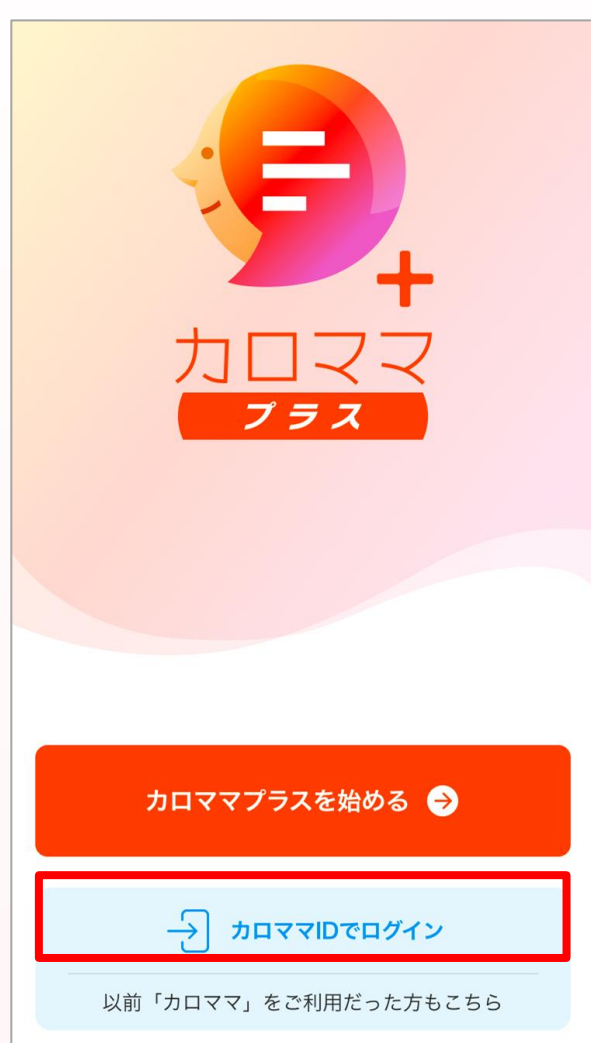 カロママ
プラス
カロママプラスを始める
カロママIDでログイン
以前「カロママ」をご利用だった方もこちら